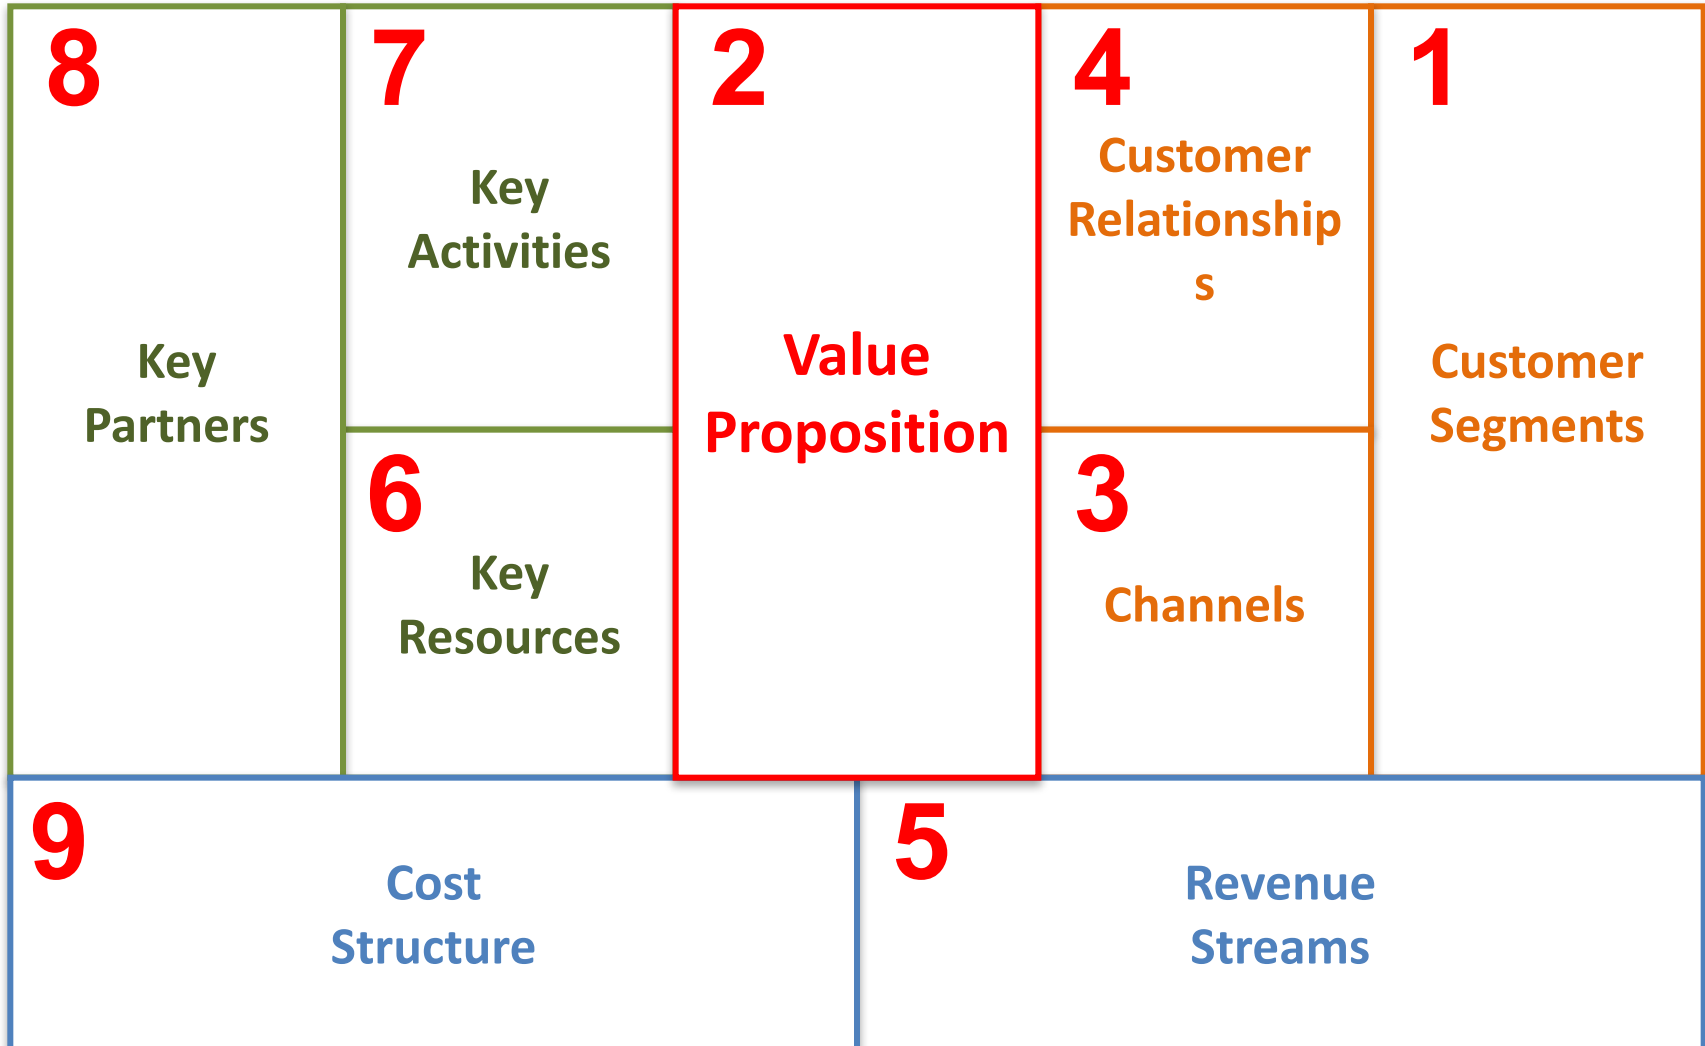 8
Key
Partners
7
Key
Activities
6
Key
Resources
2
Value
Proposition
4
Customer
Relationship
s
3
Channels
1
Customer
Segments
9
Cost
Structure
5
Revenue
Streams